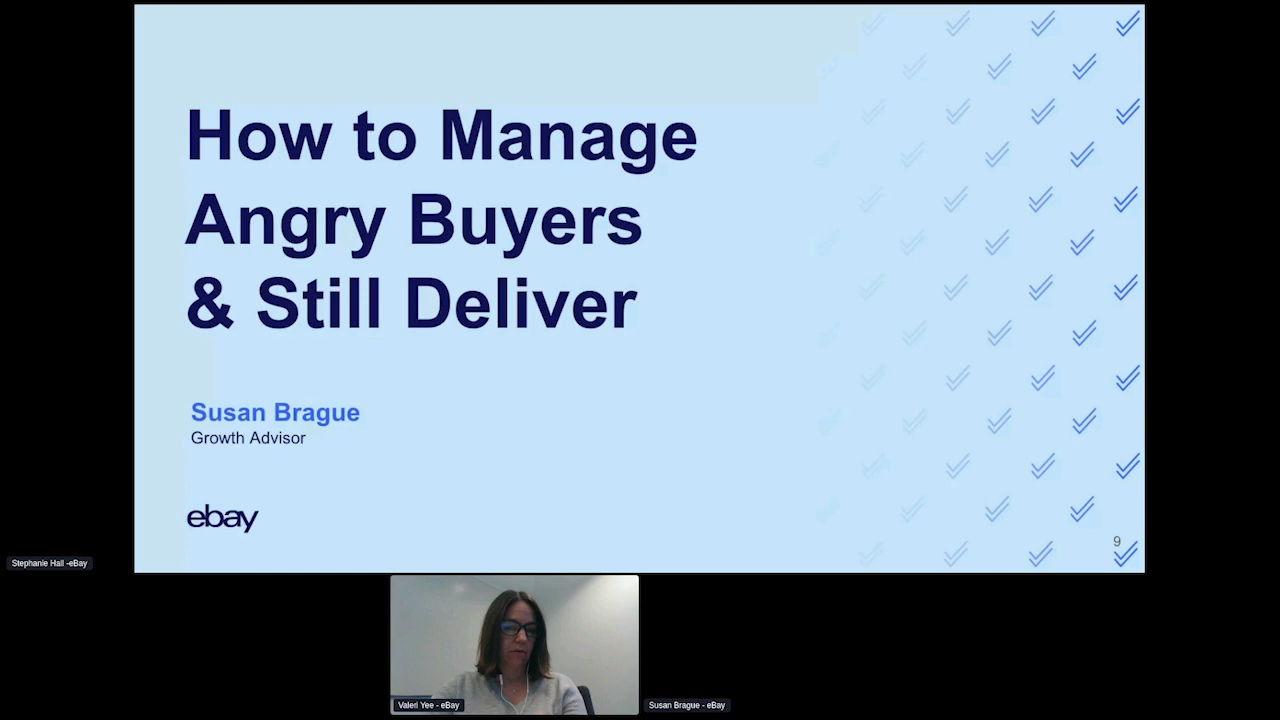 How to Manage
Angry Buyers
& Still Deliver
Susan Brague
Growth Advisor
ebay
9
Stephanie Hall -eBay
Valeri Yee - eBay
Susan Brague - eBay